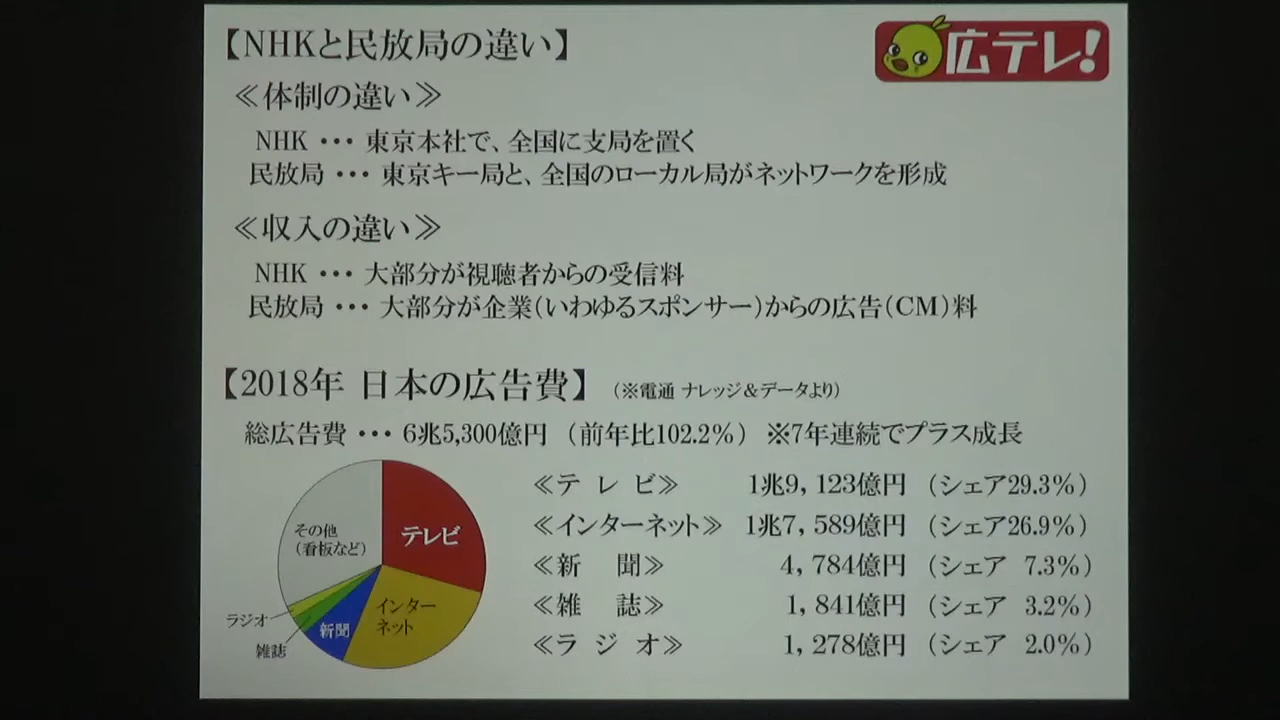 【NHKと民放局の違い】
広テレ!
≪体制の違い≫
NHK ・・・ 東京本社で、全国に支局を置く
民放局 ・・・ 東京キー局と、全国のローカル局がネットワークを形成
≪収入の違い≫
NHK ・・・ 大部分が視聴者からの受信料
民放局 ・・・ 大部分が企業(いわゆるスポンサー)からの広告(CM)料
【2018年 日本の広告費】 (※電通 ナレッジ&データより)
総広告費 ・・・ 6兆5,300億円 (前年比102.2%) ※7年連続でプラス成長
≪テ レ ビ≫ 1兆9,123億円 (シェア29.3%)
≪インターネット≫ 1兆7,589億円 (シェア26.9%)
≪新 聞≫ 4,784億円 (シェア 7.3%)
≪雑 誌≫ 1,841億円 (シェア 3.2%)
≪ラ ジ オ≫ 1,278億円 (シェア 2.0%)
その他
(看板など)
テレビ
インター
ネット
新聞
ラジオ
雑誌